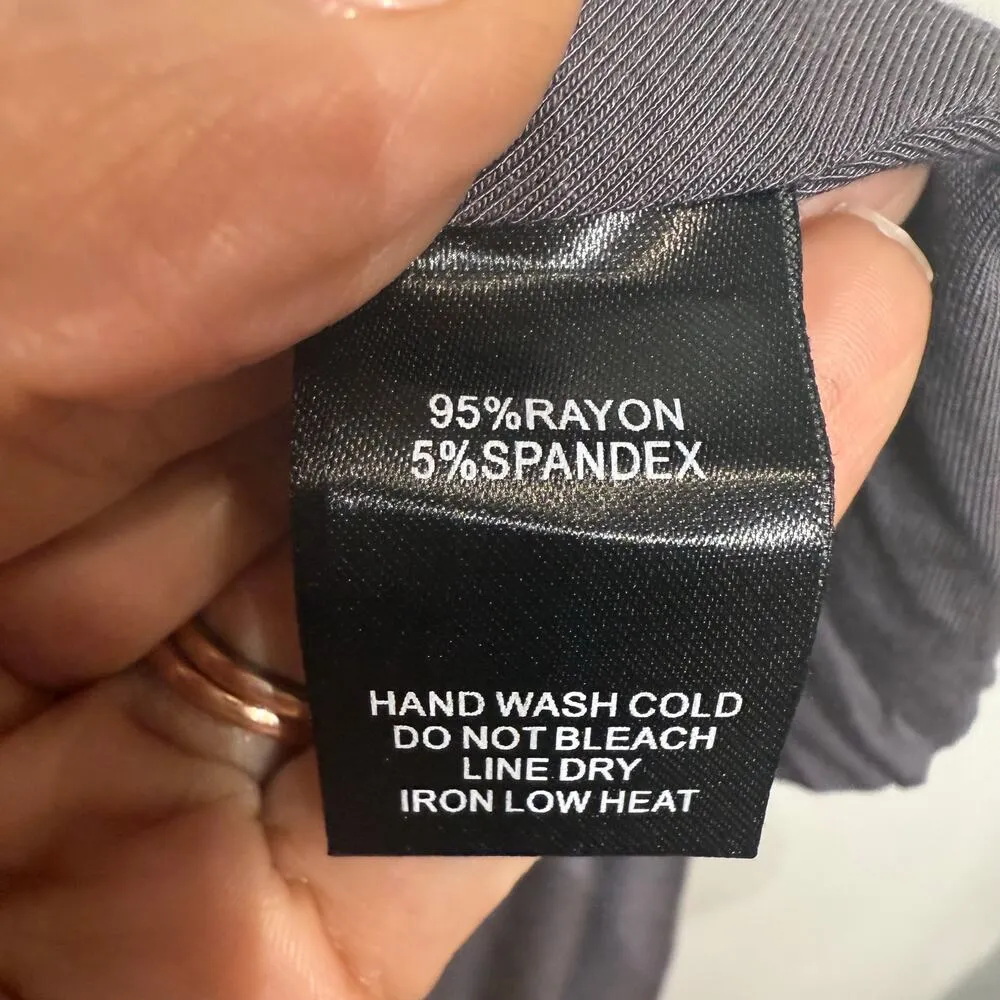 95%RAYON
5%SPANDEX
HAND WASH COLD
DO NOT BLEACH
LINE DRY
IRON LOW HEAT